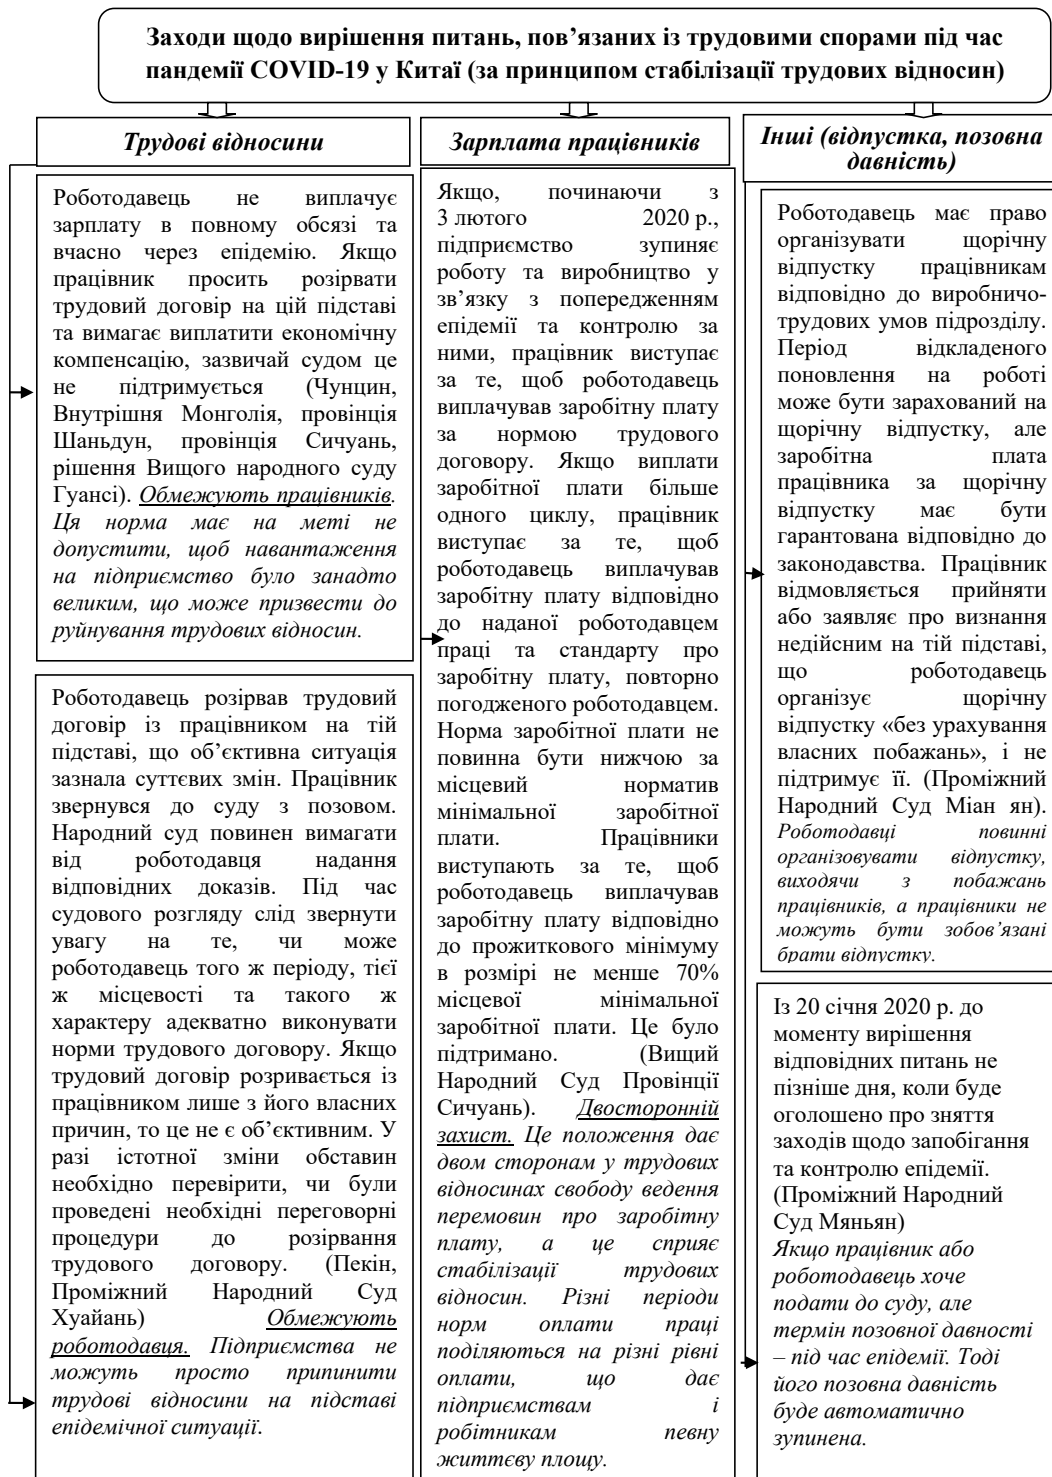 Заходи щодо вирішення питань, пов’язаних із трудовими спорами під час
пандемії COVID-19 у Китаї (за принципом стабілізації трудових відносин)
Трудові відносини
Роботодавець не виплачує
зарплату в повному обсязі та
вчасно через епідемію. Якщо
працівник просить розірвати
трудовий договір на цій підставі
та вимагає виплатити економічну
компенсацію, зазвичай судом це
не підтримується (Чунцин,
Внутрішня Монголія, провінція
Шаньдун, провінція Сичуань,
рішення Вищого народного суду
Гуансі). Обмежують працівників.
Ця норма має на меті не
допустити, щоб навантаження
на підприємство було занадто
великим, що може призвести до
руйнування трудових відносин.
Роботодавець розірвав трудовий
договір із працівником на тій
підставі, що об’єктивна ситуація
зазнала суттєвих змін. Працівник
звернувся до суду з позовом.
Народний суд повинен вимагати
від роботодавця надання
відповідних доказів. Під час
судового розгляду слід звернути
увагу на те, чи може
роботодавець того ж періоду, тієї
ж місцевості та такого ж
характеру адекватно виконувати
норми трудового договору. Якщо
трудовий договір розривається із
працівником лише з його власних
причин, то це не є об’єктивним. У
разі істотної зміни обставин
необхідно перевірити, чи були
проведені необхідні переговорні
процедури до розірвання
трудового договору. (Пекін,
Проміжний Народний Суд
Хуайань) Обмежують
роботодавця. Підприємства не
можуть просто припинити
трудові відносини на підставі
епідемічної ситуації.
Зарплата працівників
Якщо, починаючи з
3 лютого 2020 р.,
підприємство зупиняє
роботу та виробництво у
зв’язку з попередженням
епідемії та контролю за
ними, працівник виступає
за те, щоб роботодавець
виплачував заробітну плату
за нормою трудового
договору. Якщо виплати
заробітної плати більше
одного циклу, працівник
виступає за те, щоб
роботодавець виплачував
заробітну плату відповідно
до наданої роботодавцем
праці та стандарту про
заробітну плату, повторно
погодженого роботодавцем.
Норма заробітної плати не
повинна бути нижчою за
місцевий норматив
мінімальної заробітної
плати. Працівники
виступають за те, щоб
роботодавець виплачував
заробітну плату відповідно
до прожиткового мінімуму
в розмірі не менше 70%
місцевої мінімальної
заробітної плати. Це було
підтримано. (Вищий
Народний Суд Провінції
Сичуань). Двосторонній
захист. Це положення дає
двом сторонам у трудових
відносинах свободу ведення
перемовин про заробітну
плату, а це сприяє
стабілізації трудових
відносин. Різні періоди
норм оплати праці
поділяються на різні рівні
оплати, що дає
підприємствам і
робітникам певну
життєву площу.
Інші (відпустка, позовна
давність)
Роботодавець має право
організувати щорічну
відпустку працівникам
відповідно до виробничо-
трудових умов підрозділу.
Період відкладеного
поновлення на роботі
може бути зарахований на
щорічну відпустку, але
заробітна плата
працівника за щорічну
відпустку має бути
гарантована відповідно до
законодавства. Працівник
відмовляється прийняти
або заявляє про визнання
недійсним на тій підставі,
що роботодавець
організує щорічну
відпустку «без урахування
власних побажань», і не
підтримує її. (Проміжний
Народний Суд Міан ян).
Роботодавці повинні
організовувати відпустку,
виходячи з побажань
працівників, а працівники не
можуть бути зобов’язані
брати відпустку.
Із 20 січня 2020 р. до
моменту вирішення
відповідних питань не
пізніше дня, коли буде
оголошено про зняття
заходів щодо запобігання
та контролю епідемії.
(Проміжний Народний
Суд Мяньян)
Якщо працівник або
роботодавець хоче
подати до суду, але
термін позовної давності
– під час епідемії. Тоді
його позовна давність
буде автоматично
зупинена.